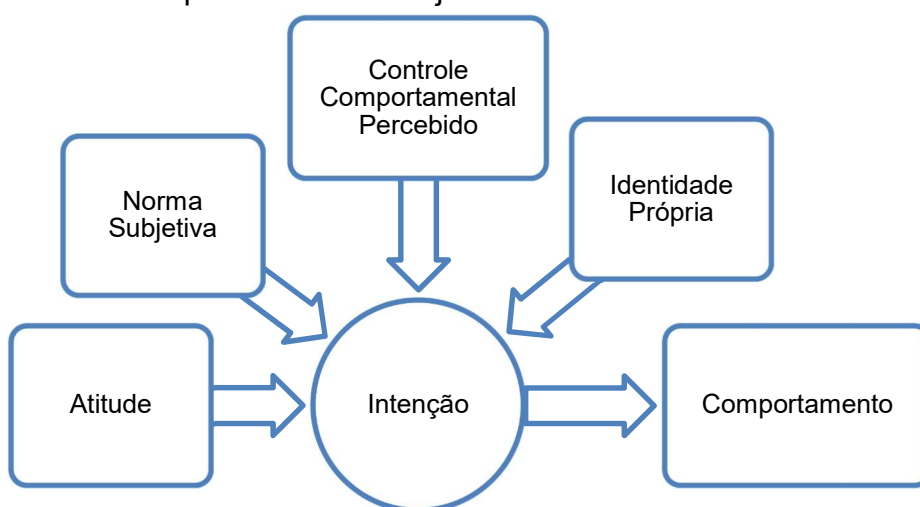 Controle
Comportamental
Percebido
Norma
Subjetiva
Identidade
Própria
Atitude
Intenção
Comportamento